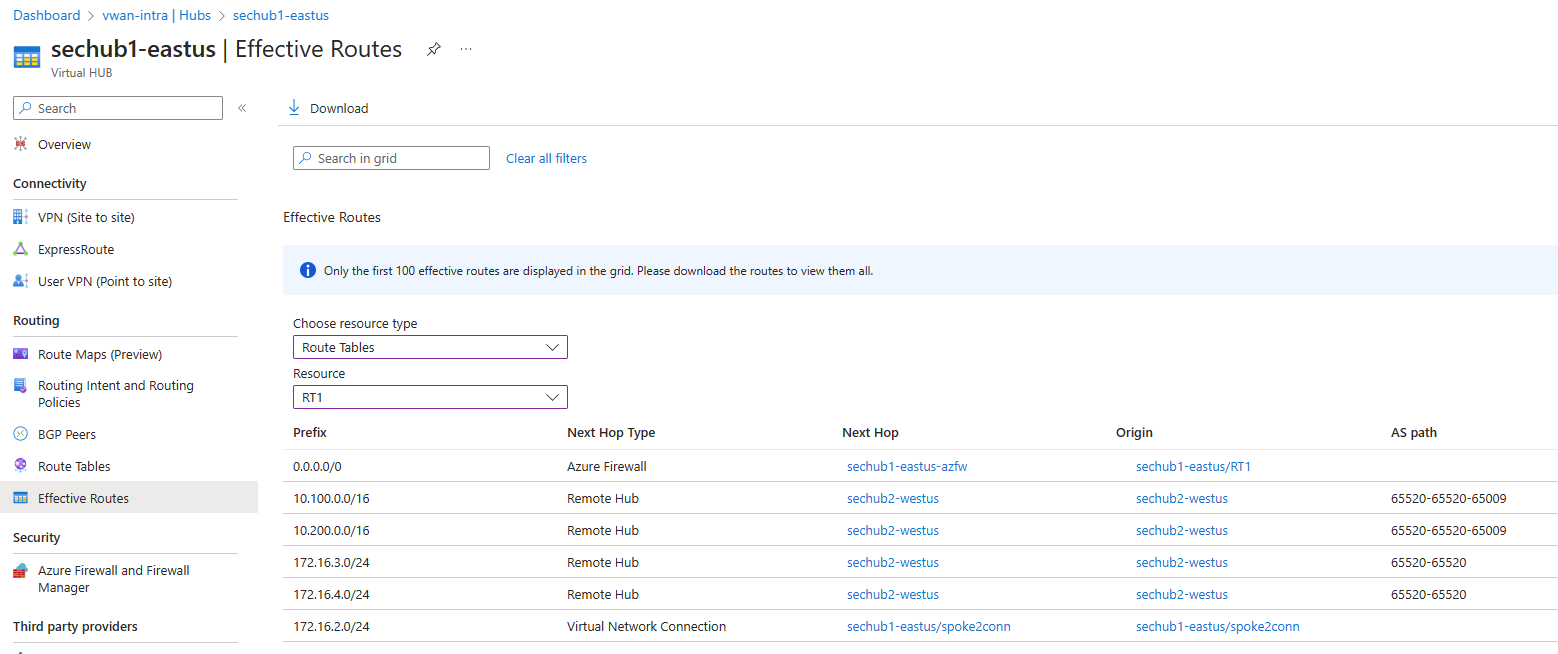 Dashboard > vwan-intra | Hubs > sechub1-eastus
sechub1-eastus | Effective Routes
Virtual HUB
Search
Overview
Connectivity
VPN (Site to site)
ExpressRoute
User VPN (Point to site)
Routing
Route Maps (Preview)
Routing Intent and Routing
Policies
BGP Peers
Route Tables
Effective Routes
Security
Azure Firewall and Firewall
Manager
Third party providers
Download
Search in grid Clear all filters
Effective Routes
Only the first 100 effective routes are displayed in the grid. Please download the routes to view them all.
Choose resource type
Route Tables
Resource
RT1
Prefix Next Hop Type Next Hop Origin AS path
0.0.0.0/0 Azure Firewall sechub1-eastus-azfw sechub1-eastus/RT1
10.100.0.0/16 Remote Hub sechub2-westus sechub2-westus 65520-65520-65009
10.200.0.0/16 Remote Hub sechub2-westus sechub2-westus 65520-65520-65009
172.16.3.0/24 Remote Hub sechub2-westus sechub2-westus 65520-65520
172.16.4.0/24 Remote Hub sechub2-westus sechub2-westus 65520-65520
172.16.2.0/24 Virtual Network Connection sechub1-eastus/spoke2conn sechub1-eastus/spoke2conn